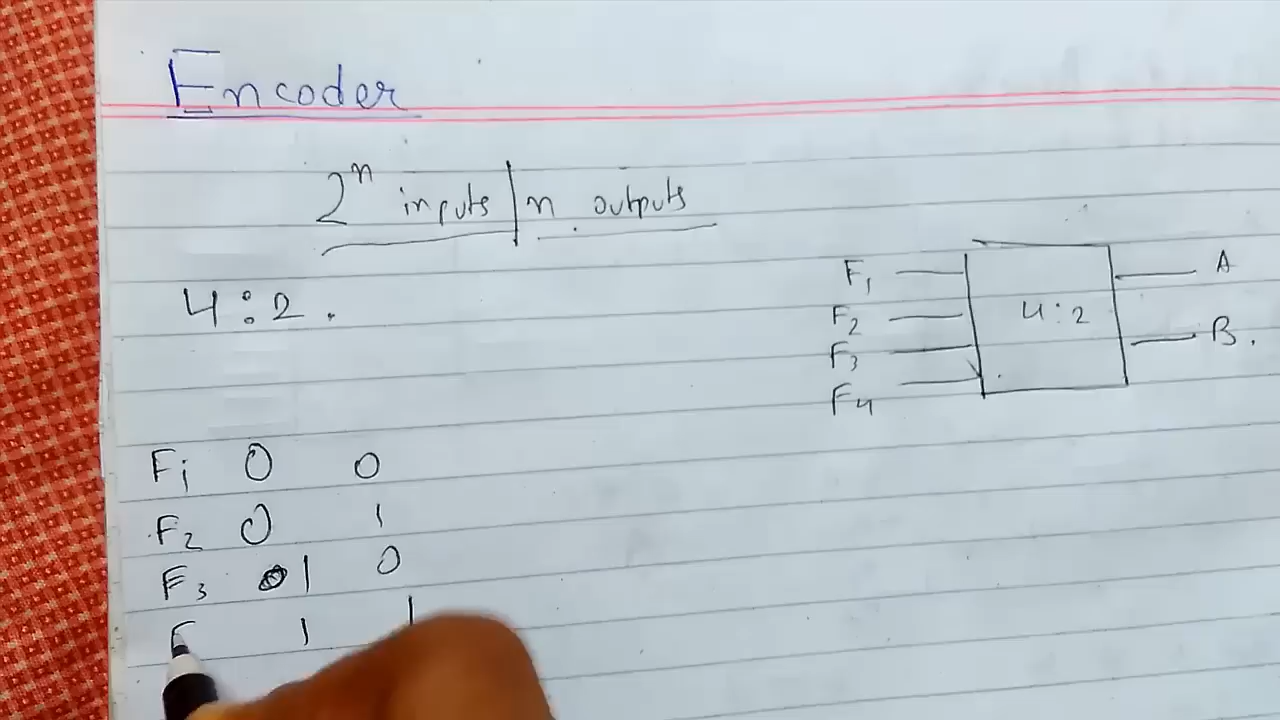 Encoder
2ⁿ inputs | n outputs
4:2.
F₁ A
F₂ 4:2
F₃ B.
F₄
F₁ 0 0
F₂ 0 1
F₃ 1 0
F 1 1